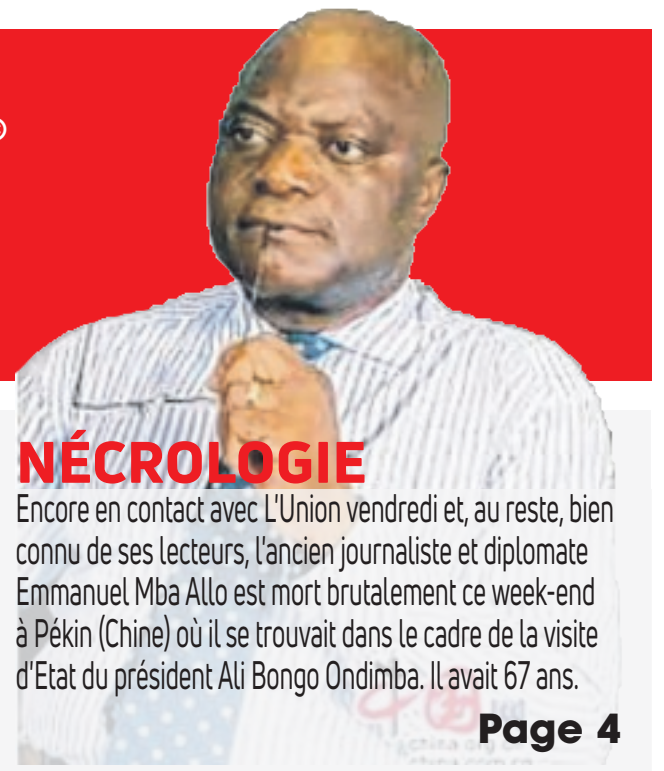 NÉCROLOGIE
Encore en contact avec L'Union vendredi et, au reste, bien
connu de ses lecteurs, l'ancien journaliste et diplomate
Emmanuel Mba Allo est mort brutalement ce week-end
à Pékin (Chine) où il se trouvait dans le cadre de la visite
d'Etat du président Ali Bongo Ondimba. Il avait 67 ans.
Page 4